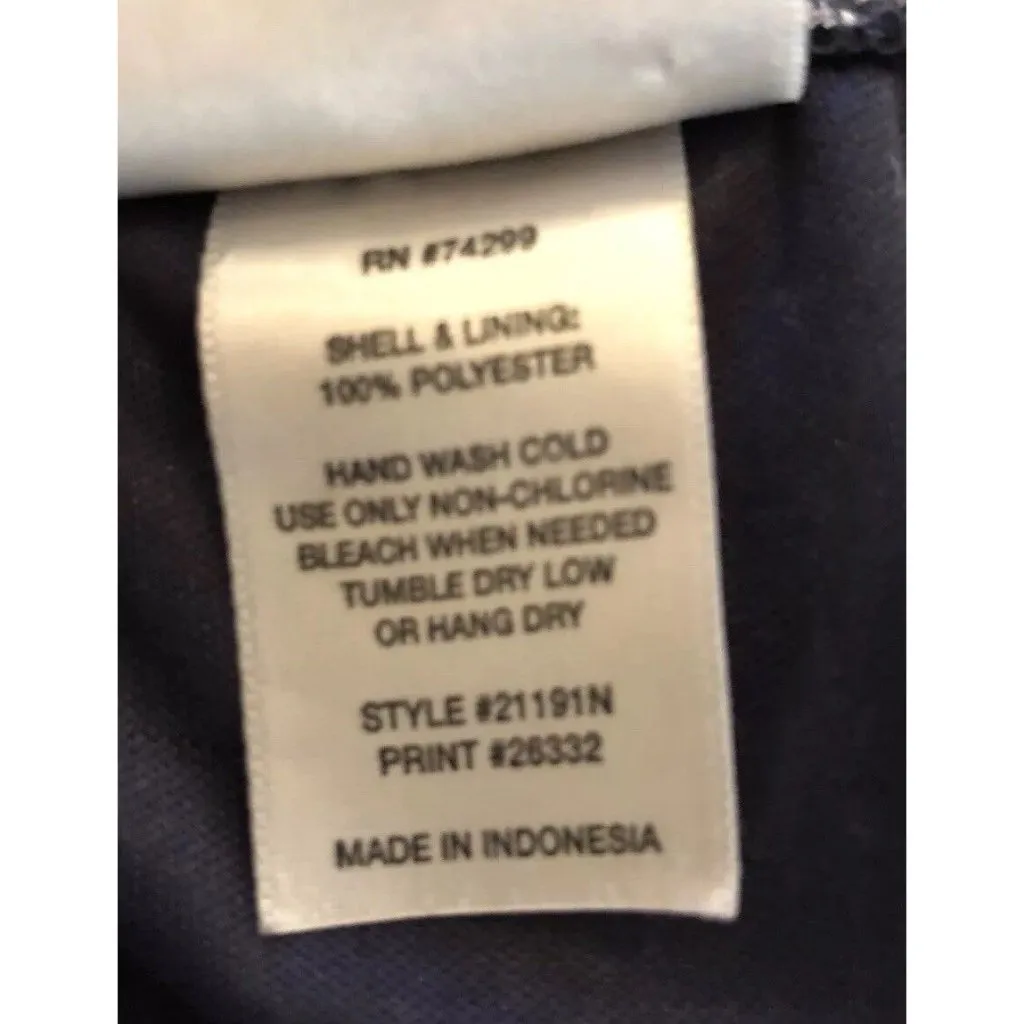 RN #74299
SHELL & LINING:
100% POLYESTER
HAND WASH COLD
USE ONLY NON-CHLORINE
BLEACH WHEN NEEDED
TUMBLE DRY LOW
OR HANG DRY
STYLE #21191N
PRINT #26332
MADE IN INDONESIA